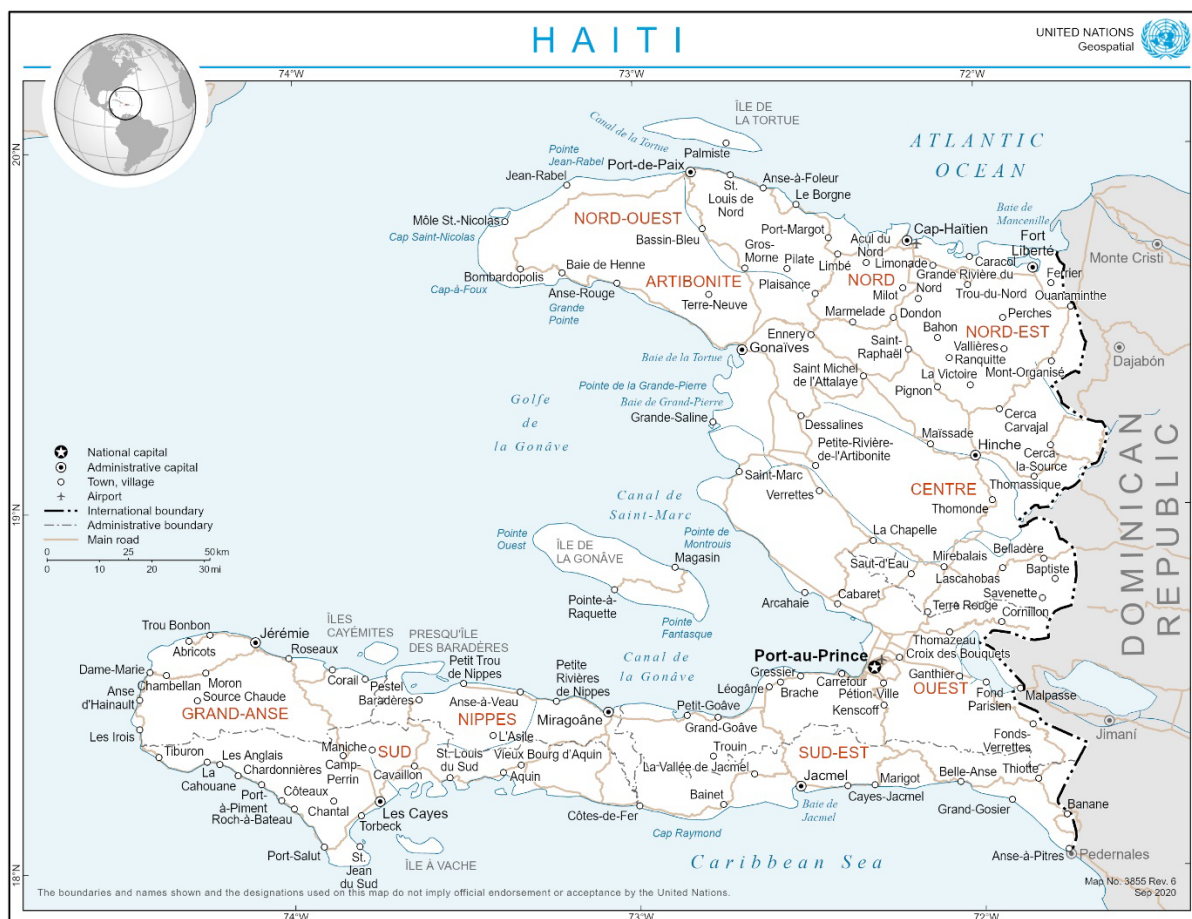 HAITI
UNITED NATIONS
Geospatial
74°W
73°W
72°W
20°N
19°N
18°N
74°W
73°W
72°W
ATLANTIC
OCEAN
ÎLE DE
LA TORTUE
Canal de la Tortue
Palmiste
Pointe
Jean-Rabel
Port-de-Paix
Jean-Rabel
St.
Louis de
Nord
Anse-à-Foleur
Le Borgne
Baie de
Mancenille
Môle St.-Nicolas
NORD-OUEST
Cap Saint-Nicolas
Bassin-Bleu
Port-Margot
Acul du
Nord
Cap-Haïtien
Fort
Liberté
Monte Cristi
Gros-
Morne
Pilate
Limbé
Limonade
Caracol
Ferrier
Bombardopolis
Baie de Henne
ARTIBONITE
Plaisance
NORD
Grande Rivière du
Nord
Trou-du-Nord
Ouanaminthe
Cap-à-Foux
Anse-Rouge
Terre-Neuve
Milot
Grande
Pointe
Marmelade
Dondon
Perches
Bahon
NORD-EST
Ennery
Saint-
Raphaël
Vallières
Ranquitte
Gonaïves
Baie de la Tortue
Dajabón
Saint Michel
de l'Attalaye
La Victoire
Mont-Organisé
Pignon
Pointe de la Grande-Pierre
Baie de Grand-Pierre
Golfe
de
la Gonâve
Grande-Saline
Dessalines
Cerca
Carvajal
Maïssade
Hinche
Petite-Rivière-
de-l'Artibonite
Cerca-
la-Source
Saint-Marc
Verrettes
Thomassique
CENTRE
Thomonde
DOMINICAN
REPUBLIC
National capital
Administrative capital
Town, village
Airport
International boundary
Administrative boundary
Main road
0 25 50 km
0 10 20 30 mi
Canal de
Saint-Marc
Pointe
Ouest
ÎLE DE
LA GONÂVE
Pointe de
Montrouis
Magasin
La Chapelle
Mirebalais
Belladère
Saut-d'Eau
Lascahobas
Baptiste
Savenette
Pointe-à-
Raquette
Arcahaie
Cabaret
Terre Rouge
Cornillon
Pointe
Fantasque
Thomazeau
Trou Bonbon
Jérémie
ÎLES
CAYÉMITES
PRESQU'ÎLE
DES BARADÈRES
Abricots
Roseaux
Petit Trou
de Nippes
Petite
Rivières
de Nippes
Canal de
la Gonâve
Port-au-Prince
Croix des Bouquets
Dame-Marie
Chambellan
Moron
Corail
Pestel
Baradères
Gressier
Carrefour
Ganthier
Anse
d'Hainault
Source Chaude
Anse-à-Veau
Léogâne
Brache
Pétion-Ville
OUEST
Fond
Parisien
Malpasse
GRAND-ANSE
NIPPES
Miragoâne
Petit-Goâve
Kenscoff
Jimaní
Les Irois
L'Asile
Grand-Goâve
Fonds-
Verrettes
Tiburon
Les Anglais
Maniche
SUD
Vieux Bourg d'Aquin
Trouin
SUD-EST
La
Cahouane
Chardonnières
Camp-
Perrin
Cavaillon
St.-Louis
du Sud
Aquin
La Vallée de Jacmel
Thiotte
Port-
à-Piment
Côteaux
Jacmel
Marigot
Belle-Anse
Roch-à-Bateau
Chantal
Les Cayes
Bainet
Cayes-Jacmel
Grand-Gosier
Banane
Torbeck
Côtes-de-Fer
Baie de
Jacmel
Port-Salut
St.
Jean
du Sud
ÎLE À VACHE
Cap Raymond
Caribbean Sea
Anse-à-Pitres
Pedernales
The boundaries and names shown and the designations used on this map do not imply official endorsement or acceptance by the United Nations.
Map No. 3855 Rev. 6
Sep 2020